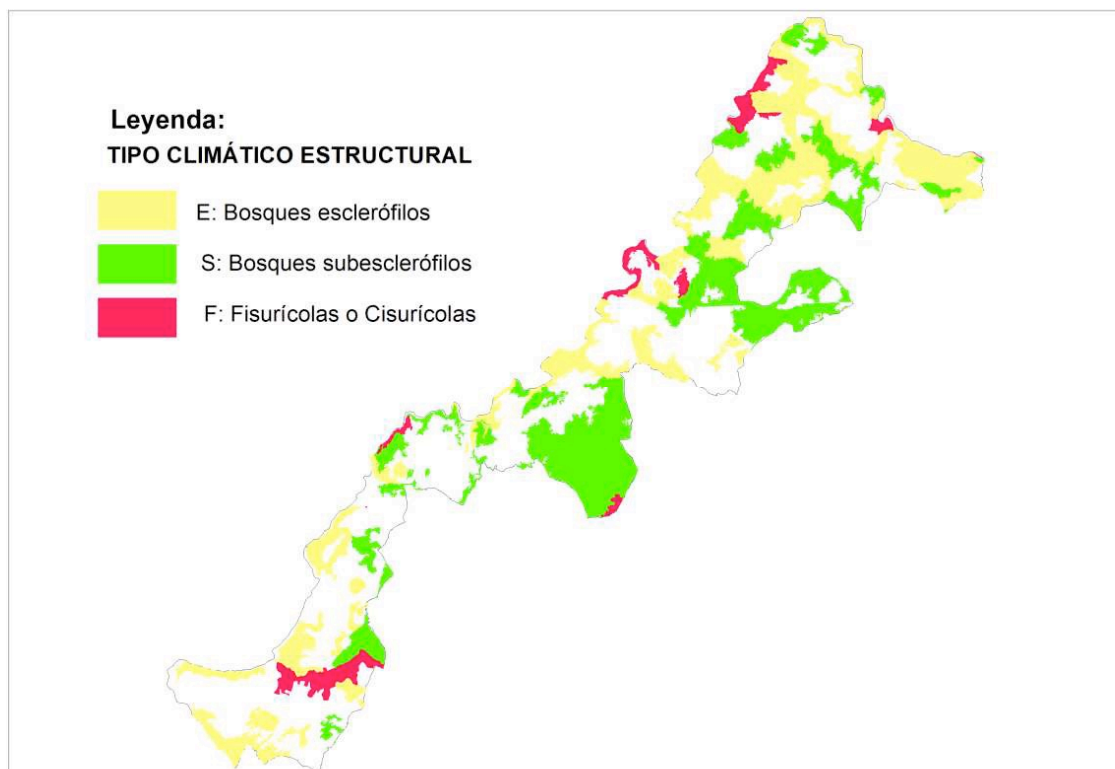 Leyenda:
TIPO CLIMÁTICO ESTRUCTURAL
E: Bosques esclerófilos
S: Bosques subesclerófilos
F: Fisurícolas o Cisurícolas